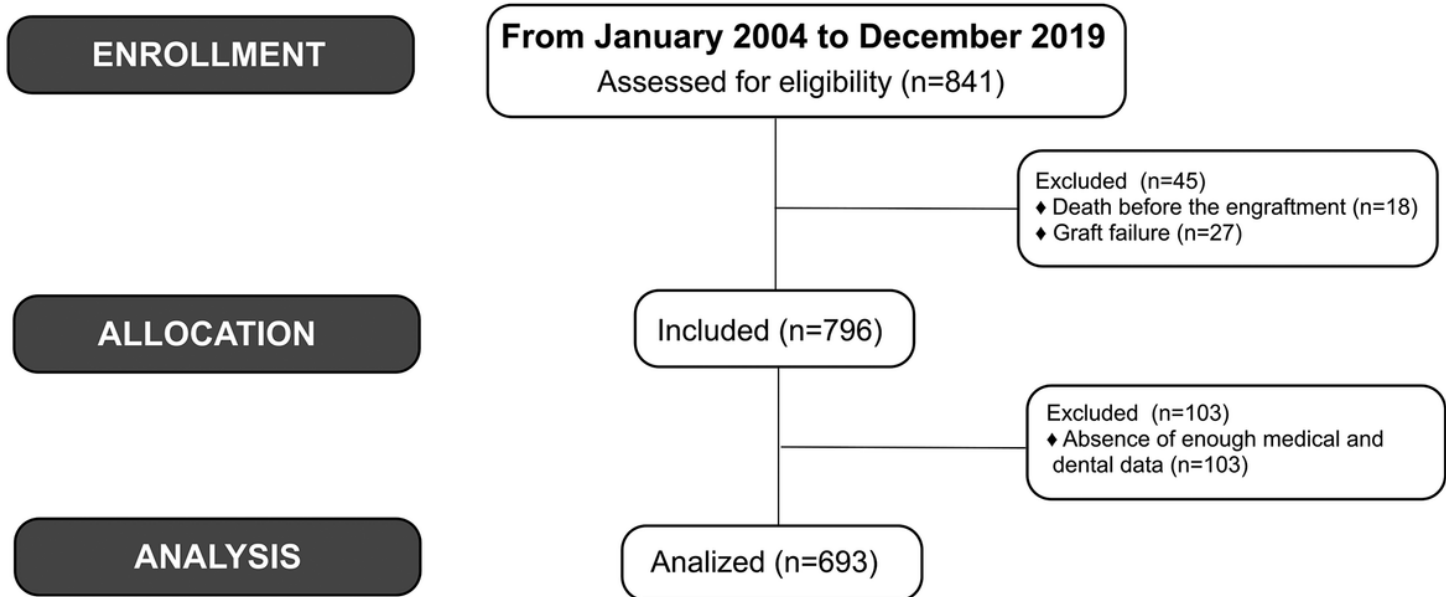 ENROLLMENT
From January 2004 to December 2019
Assessed for eligibility (n=841)
Excluded (n=45)
♦ Death before the engraftment (n=18)
♦ Graft failure (n=27)
ALLOCATION
Included (n=796)
Excluded (n=103)
♦ Absence of enough medical and
dental data (n=103)
ANALYSIS
Analized (n=693)